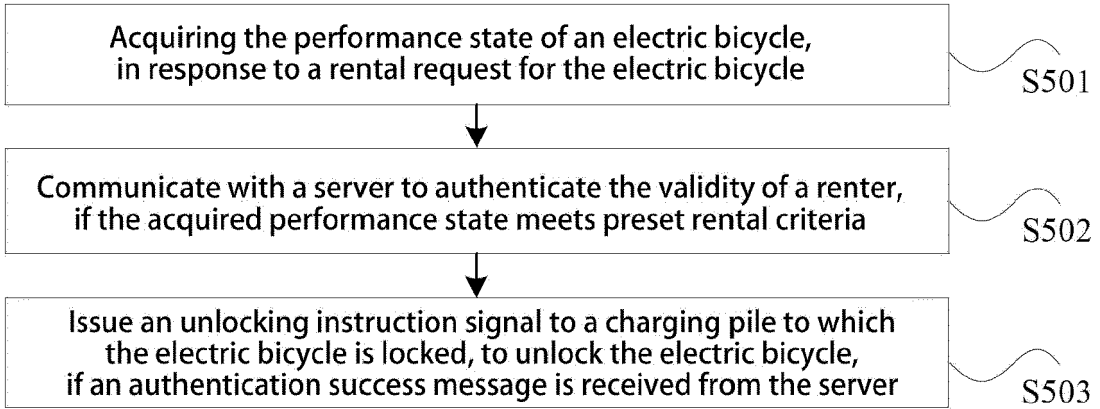 Acquiring the performance state of an electric bicycle,
in response to a rental request for the electric bicycle
S501
Communicate with a server to authenticate the validity of a renter,
if the acquired performance state meets preset rental criteria
S502
Issue an unlocking instruction signal to a charging pile to which
the electric bicycle is locked, to unlock the electric bicycle,
if an authentication success message is received from the server
S503